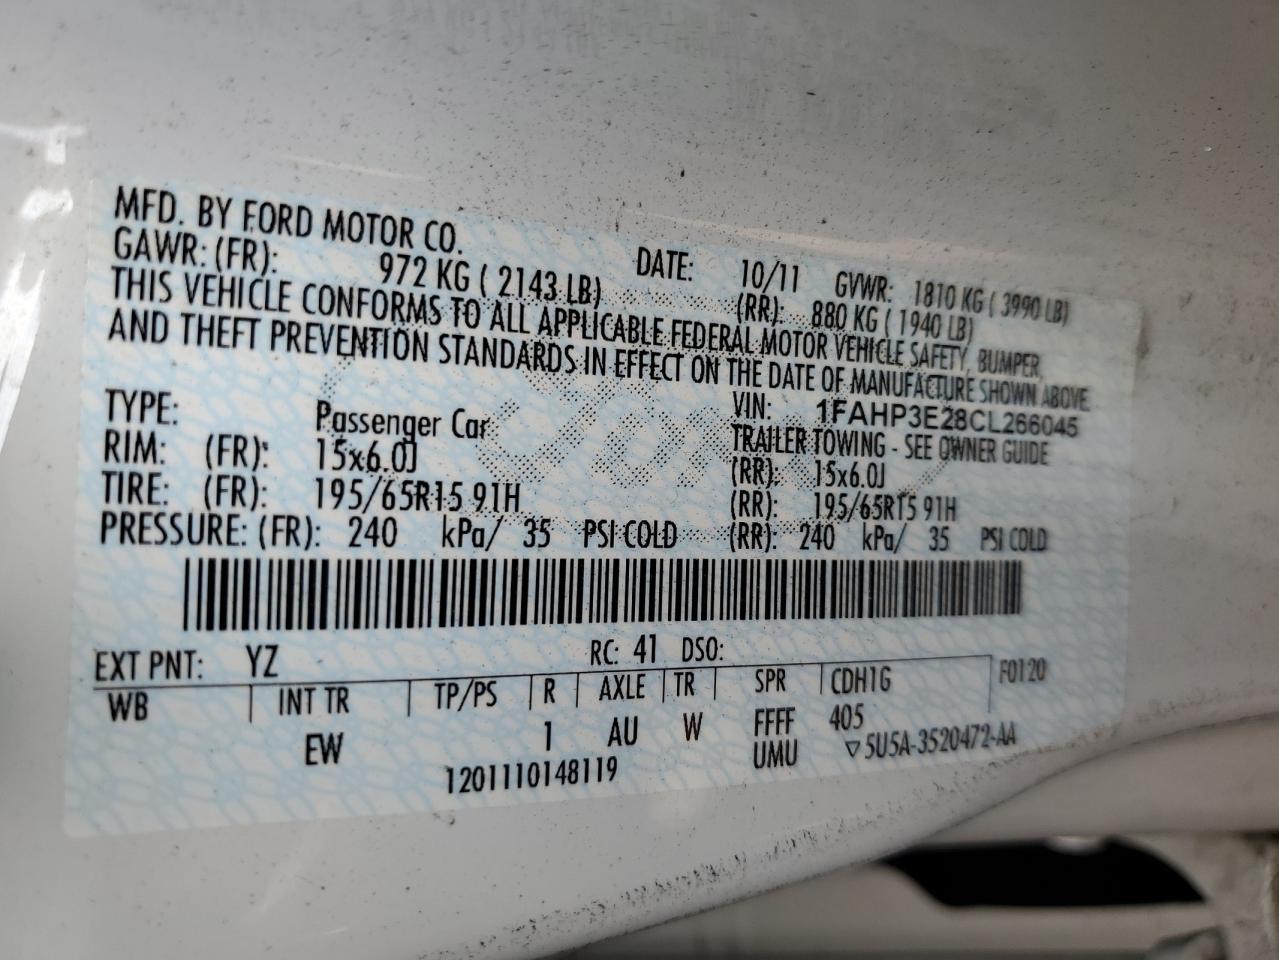 MFD. BY FORD MOTOR CO.
DATE: 10/11 GVWR: 1810 KG ( 3990 LB)
GAWR: (FR): 972 KG ( 2143 LB) (RR): 880 KG ( 1940 LB)
THIS VEHICLE CONFORMS TO ALL APPLICABLE FEDERAL MOTOR VEHICLE SAFETY, BUMPER,
AND THEFT PREVENTION STANDARDS IN EFFECT ON THE DATE OF MANUFACTURE SHOWN ABOVE
VIN: 1FAHP3E28CL266045
TYPE: Passenger Car TRAILER TOWING - SEE OWNER GUIDE
RIM: (FR): 15x6.0J (RR): 15x6.0J
TIRE: (FR): 195/65R15 91H (RR): 195/65R15 91H
PRESSURE: (FR): 240 kPa/ 35 PSI COLD (RR): 240 kPa/ 35 PSI COLD
EXT PNT: YZ RC: 41 DSO:
WB INT TR TP/PS R AXLE TR SPR CDH1G F0120
EW 1 AU W FFFF 405
UMU ▽5U5A-3520472-AA
1201110148119